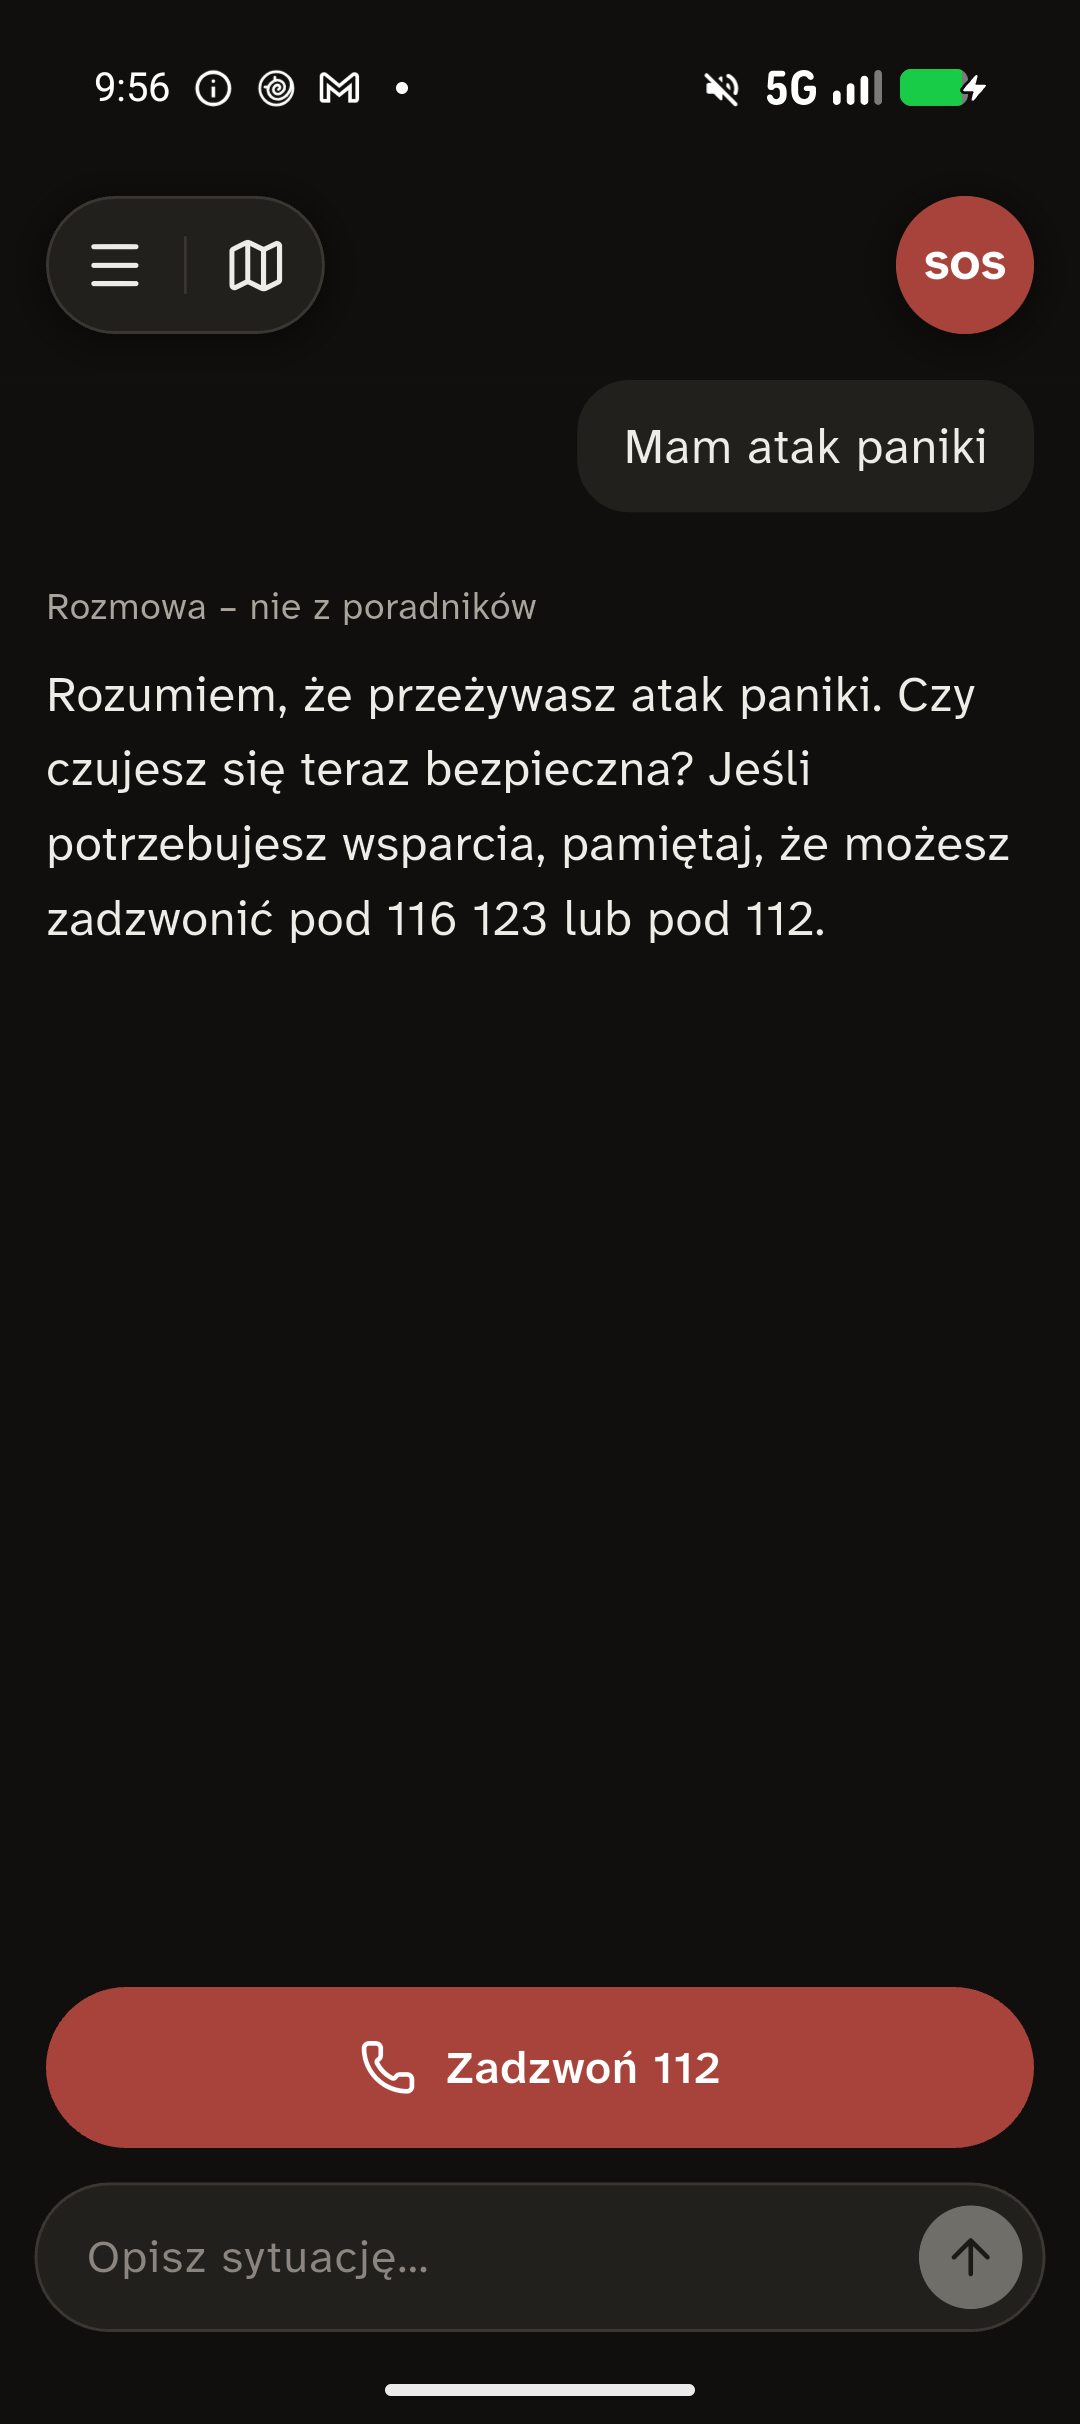 9:56
5G
SOS
Mam atak paniki
Rozmowa – nie z poradników
Rozumiem, że przeżywasz atak paniki. Czy
czujesz się teraz bezpieczna? Jeśli
potrzebujesz wsparcia, pamiętaj, że możesz
zadzwonić pod 116 123 lub pod 112.
Zadzwoń 112
Opisz sytuację...